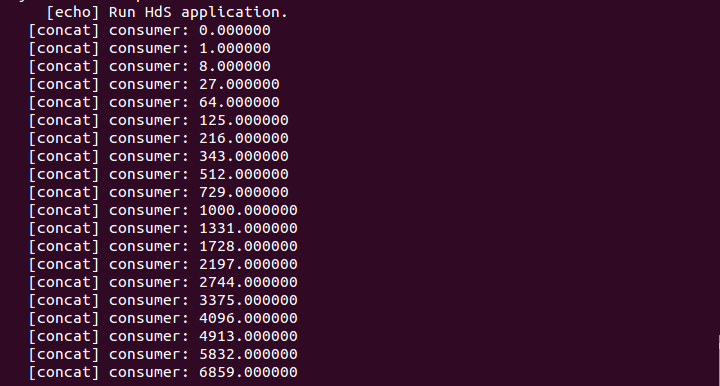 [echo] Run HdS application.
[concat] consumer: 0.000000
[concat] consumer: 1.000000
[concat] consumer: 8.000000
[concat] consumer: 27.000000
[concat] consumer: 64.000000
[concat] consumer: 125.000000
[concat] consumer: 216.000000
[concat] consumer: 343.000000
[concat] consumer: 512.000000
[concat] consumer: 729.000000
[concat] consumer: 1000.000000
[concat] consumer: 1331.000000
[concat] consumer: 1728.000000
[concat] consumer: 2197.000000
[concat] consumer: 2744.000000
[concat] consumer: 3375.000000
[concat] consumer: 4096.000000
[concat] consumer: 4913.000000
[concat] consumer: 5832.000000
[concat] consumer: 6859.000000